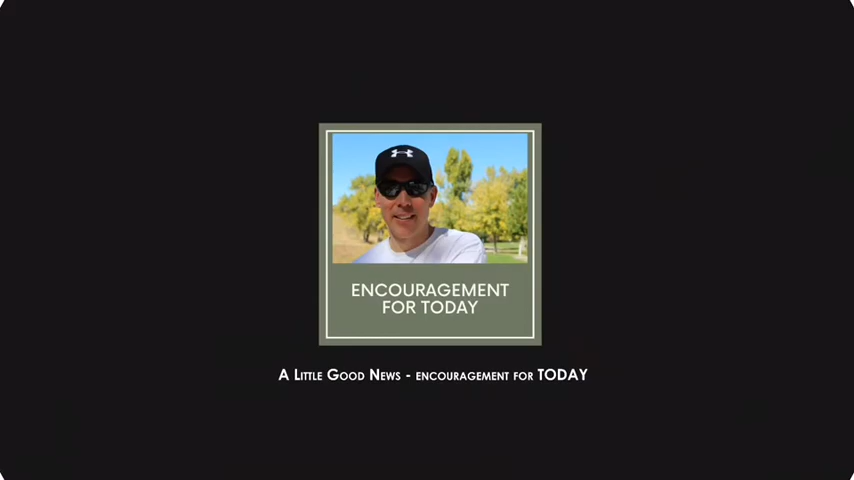 ENCOURAGEMENT
FOR TODAY
A Little Good News - encouragement for TODAY